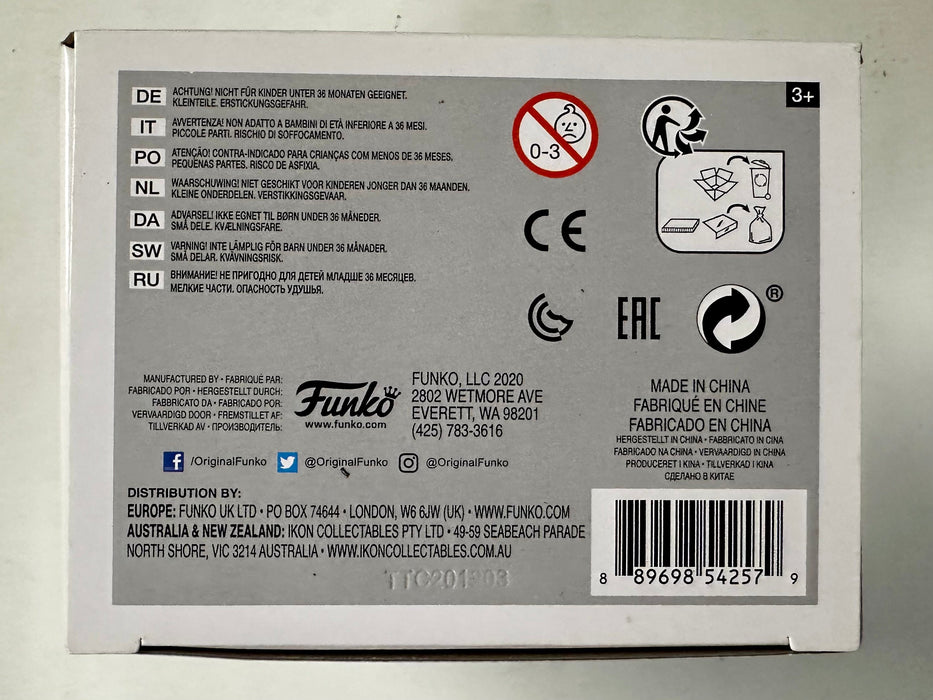 DE ACHTUNG! NICHT FÜR KINDER UNTER 36 MONATEN GEEIGNET.
KLEINTEILE. ERSTICKUNGSGEFAHR.
IT AVVERTENZA! NON ADATTO A BAMBINI DI ETÀ INFERIORE A 36 MESI.
PICCOLE PARTI. RISCHIO DI SOFFOCAMENTO.
PO ATENÇÃO! CONTRA-INDICADO PARA CRIANÇAS COM MENOS DE 36 MESES.
PEQUENAS PARTES. RISCO DE ASFIXIA.
NL WAARSCHUWING! NIET GESCHIKT VOOR KINDEREN JONGER DAN 36 MAANDEN.
KLEINE ONDERDELEN. VERSTIKKINGSGEVAAR.
DA ADVARSEL! IKKE EGNET TIL BØRN UNDER 36 MÅNEDER.
SMÅ DELE. KVÆLNINGSFARE.
SW VARNING! INTE LÄMPLIG FÖR BARN UNDER 36 MÅNADER.
SMÅ DELAR. KVÄVNINGSRISK.
RU ВНИМАНИЕ! НЕ ПРИГОДНО ДЛЯ ДЕТЕЙ МЛАДШЕ 36 МЕСЯЦЕВ.
МЕЛКИЕ ЧАСТИ. ОПАСНОСТЬ УДУШЬЯ.
0-3
3+
CE
EAC
®
MANUFACTURED BY • FABRIQUÉ PAR:
FABRICADO POR • HERGESTELLT DURCH:
FABBRICATO DA • FABRICADO POR:
VERVAARDIGD DOOR • FREMSTILLET AF:
TILLVERKAD AV • ПРОИЗВОДИТЕЛЬ:
Funko
www.funko.com
FUNKO, LLC 2020
2802 WETMORE AVE
EVERETT, WA 98201
(425) 783-3616
MADE IN CHINA
FABRIQUÉ EN CHINE
FABRICADO EN CHINA
HERGESTELLT IN CHINA • FABBRICATO IN CINA
FABRICADO NA CHINA • VERVAARDIGD IN CHINA
PRODUCERET I KINA • TILLVERKAD I KINA
СДЕЛАНО В КИТАЕ
/OriginalFunko @OriginalFunko @OriginalFunko
DISTRIBUTION BY:
EUROPE: FUNKO UK LTD • PO BOX 74644 • LONDON, W6 6JW (UK) • WWW.FUNKO.COM
AUSTRALIA & NEW ZEALAND: IKON COLLECTABLES PTY LTD • 49-59 SEABEACH PARADE
NORTH SHORE, VIC 3214 AUSTRALIA • WWW.IKONCOLLECTABLES.COM.AU
8 89698 54257 9